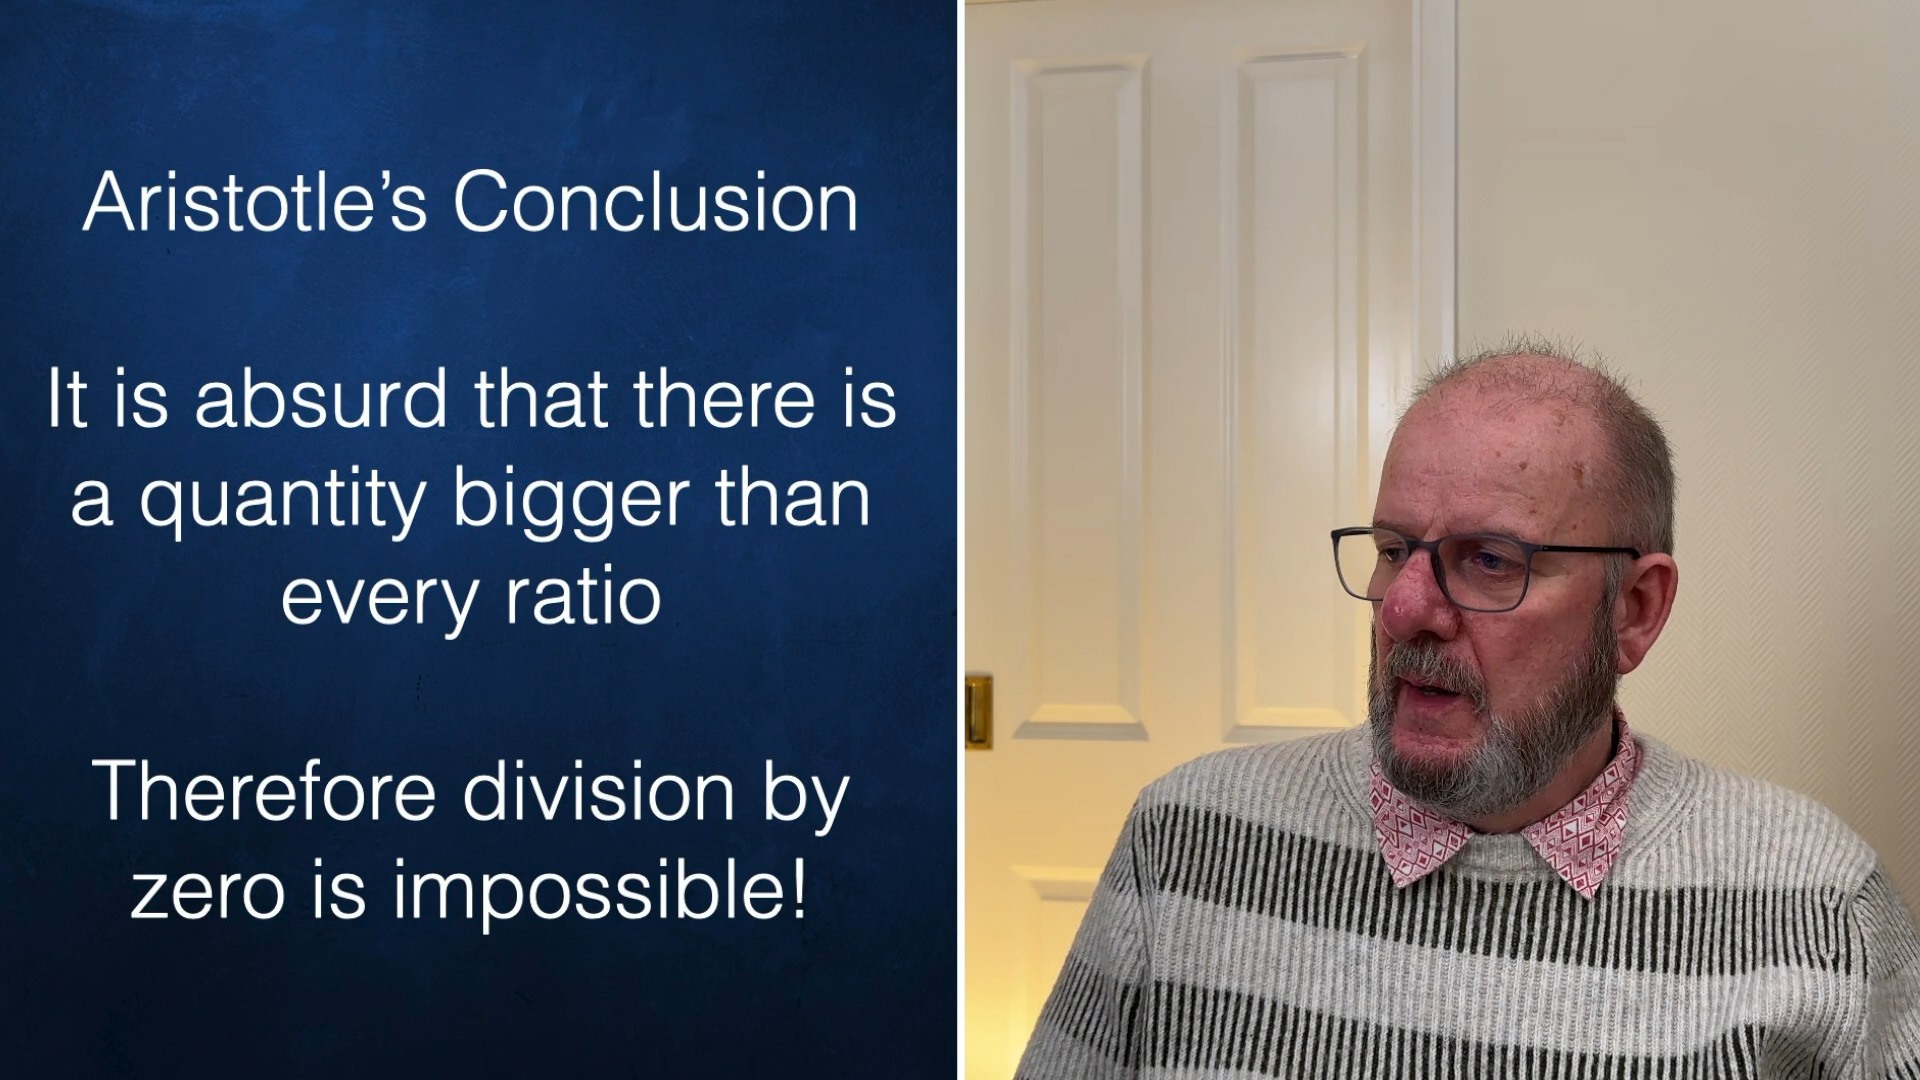 Aristotle’s Conclusion
It is absurd that there is
a quantity bigger than
every ratio
Therefore division by
zero is impossible!